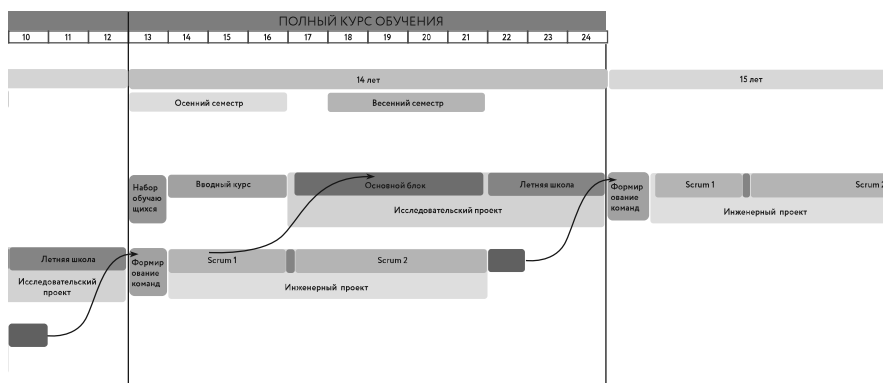 ПОЛНЫЙ КУРС ОБУЧЕНИЯ
10 11 12 13 14 15 16 17 18 19 20 21 22 23 24
14 лет 15 лет
Осенний семестр Весенний семестр
Набор
обучаю
щихся
Вводный курс
Основной блок
Летняя школа
Исследовательский проект
Формир
ование
команд
Scrum 1
Scrum 2
Инженерный проект
Летняя школа
Исследовательский
проект
Формир
ование
команд
Scrum 1
Scrum 2
Инженерный проект